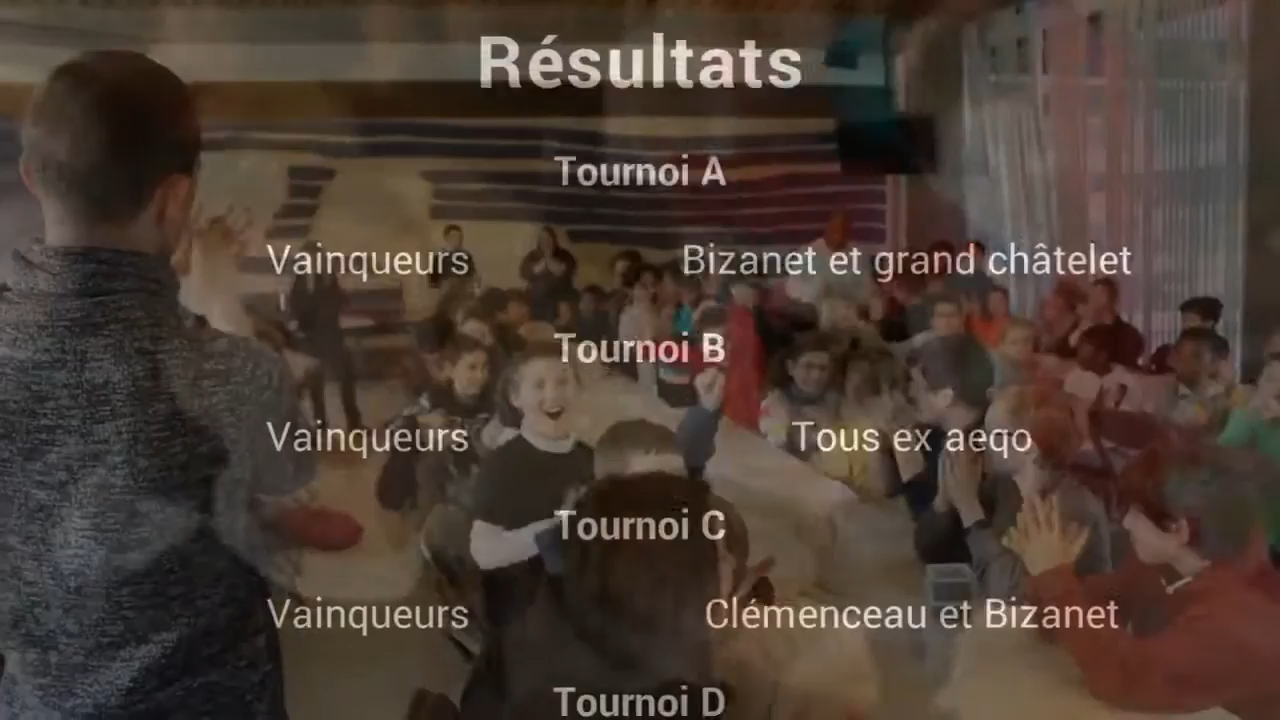 Résultats
Tournoi A
Vainqueurs Bizanet et grand châtelet
Tournoi B
Vainqueurs Tous ex aeqo
Tournoi C
Vainqueurs Clémenceau et Bizanet
Tournoi D